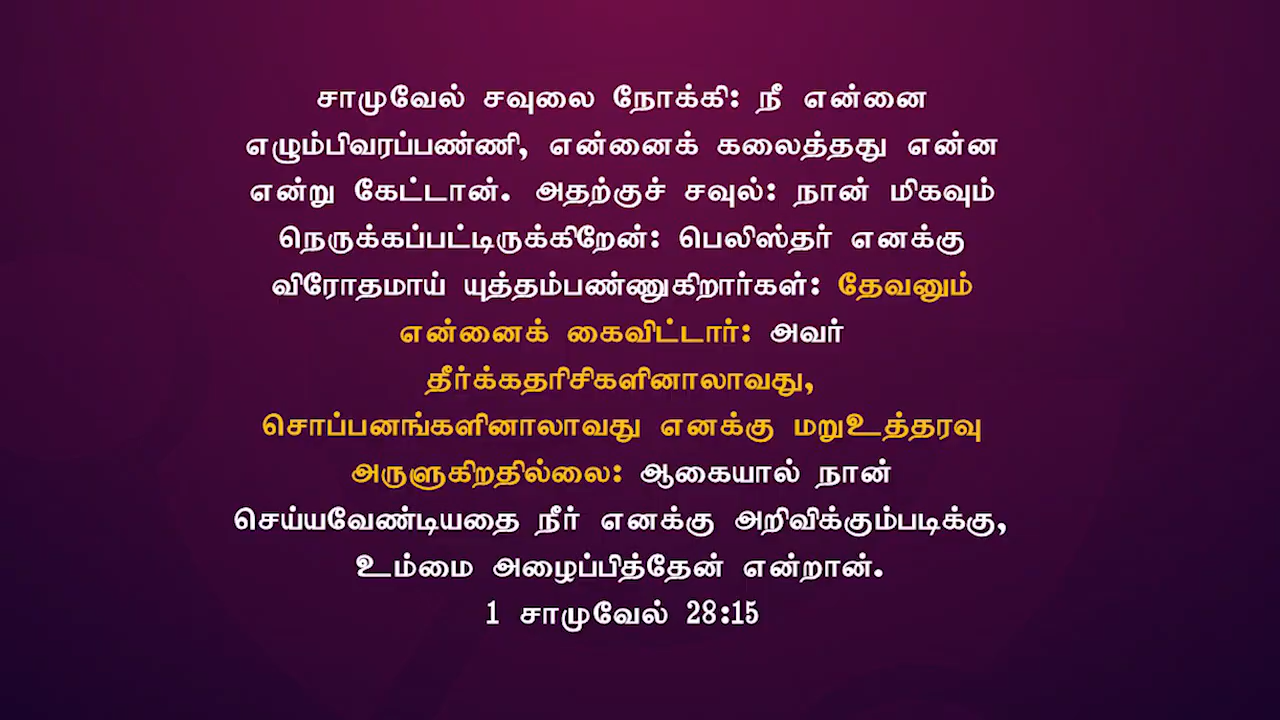 சாமுவேல் சவுலை நோக்கி: நீ என்னை
எழும்பிவரப்பண்ணி, என்னைக் கலைத்தது என்ன
என்று கேட்டான். அதற்குச் சவுல்: நான் மிகவும்
நெருக்கப்பட்டிருக்கிறேன்: பெலிஸ்தர் எனக்கு
விரோதமாய் யுத்தம்பண்ணுகிறார்கள்: தேவனும்
என்னைக் கைவிட்டார்: அவர்
தீர்க்கதரிசிகளினாலாவது,
சொப்பனங்களினாலாவது எனக்கு மறுஉத்தரவு
அருளுகிறதில்லை: ஆகையால் நான்
செய்யவேண்டியதை நீர் எனக்கு அறிவிக்கும்படிக்கு,
உம்மை அழைப்பித்தேன் என்றான்.
1 சாமுவேல் 28:15